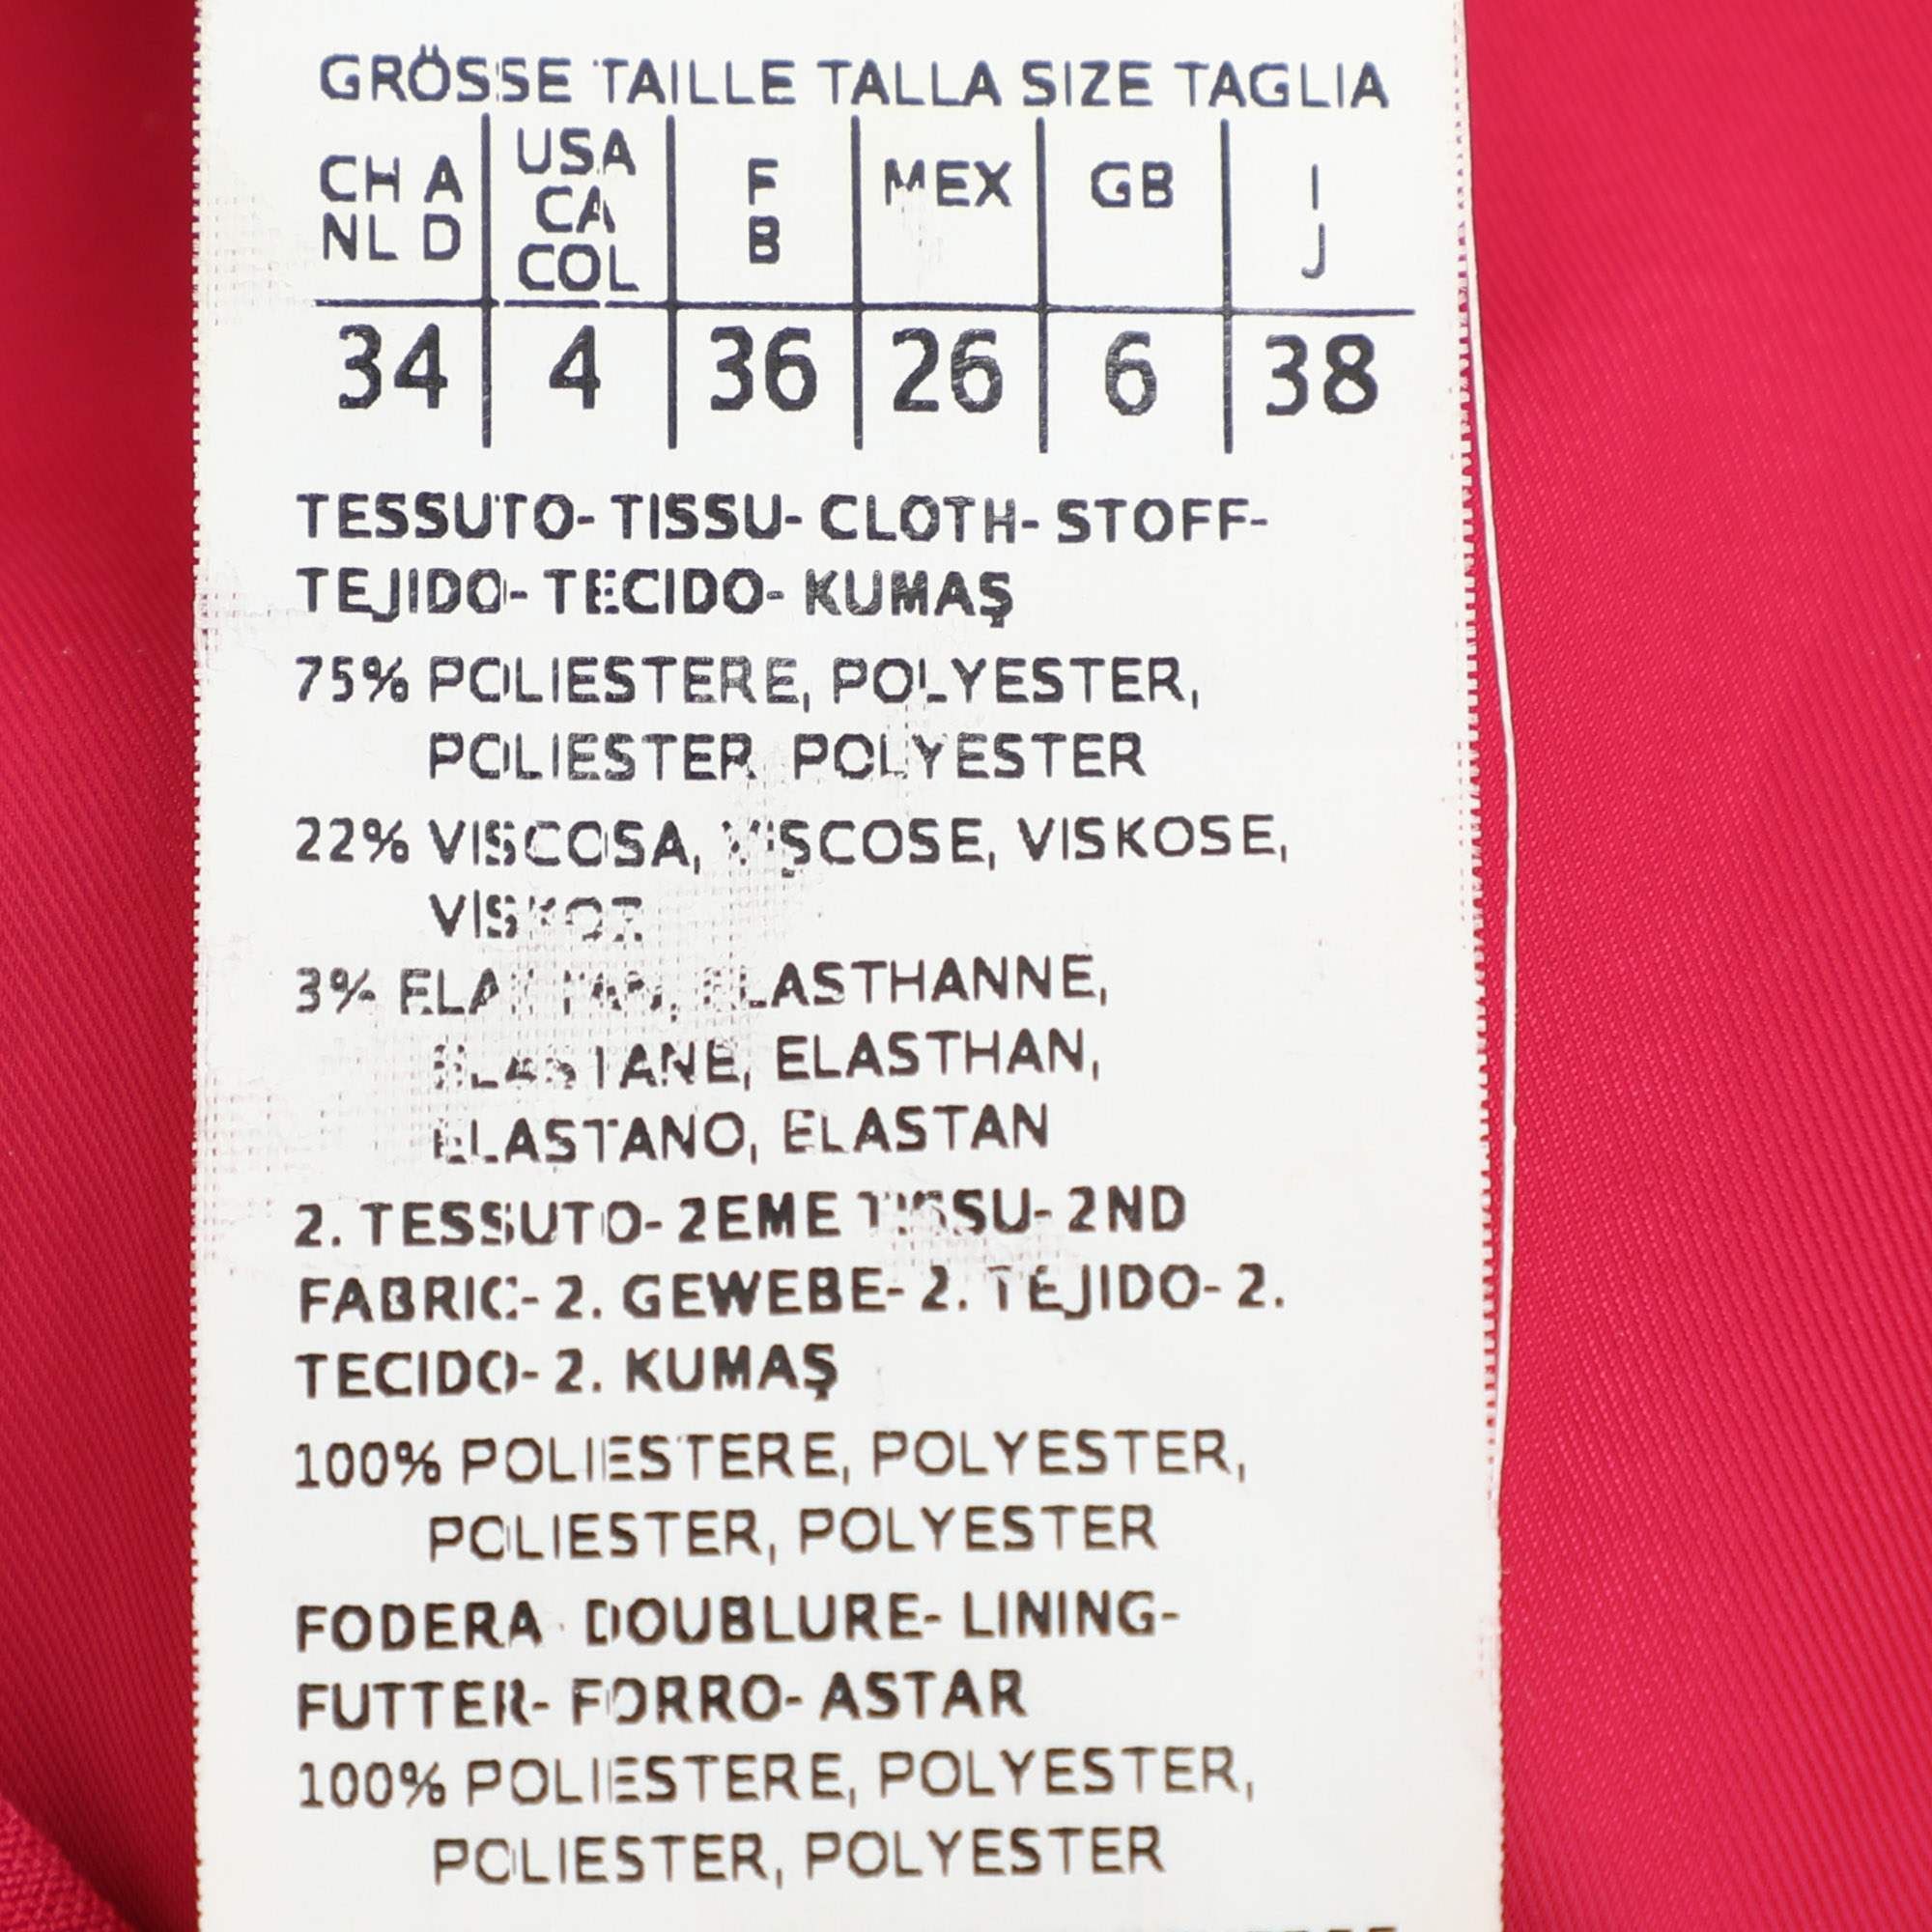 GRÖSSE TAILLE TALLA SIZE TAGLIA
CH A NL D | USA CA COL | F B | MEX | GB | I J
34 | 4 | 36 | 26 | 6 | 38
TESSUTO- TISSU- CLOTH- STOFF-
TEJIDO- TECIDO- KUMAŞ
75% POLIESTERE, POLYESTER,
POLIESTER, POLYESTER
22% VISCOSA, VISCOSE, VISKOSE,
VISKOZ
3% ELASTAN, ELASTHANNE,
ELASTANE, ELASTHAN,
ELASTANO, ELASTAN
2. TESSUTO- 2EME TISSU- 2ND
FABRIC- 2. GEWEBE- 2. TEJIDO- 2.
TECIDO- 2. KUMAŞ
100% POLIESTERE, POLYESTER,
POLIESTER, POLYESTER
FODERA- DOUBLURE- LINING-
FUTTER- FORRO- ASTAR
100% POLIESTERE, POLYESTER,
POLIESTER, POLYESTER